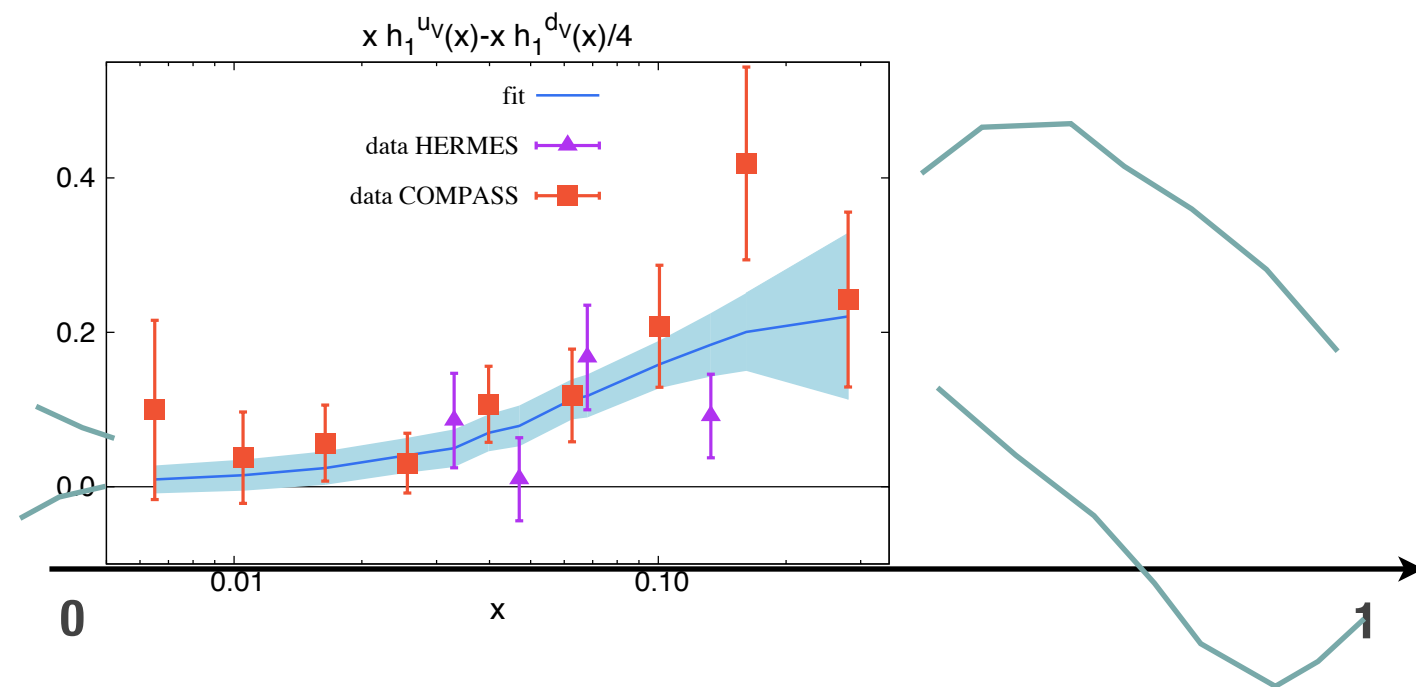 x h₁ᵘⱽ(x)-x h₁ᵈⱽ(x)/4
fit
data HERMES
data COMPASS
0.4
0.2
0.0
0.01 0.10
x
0 1